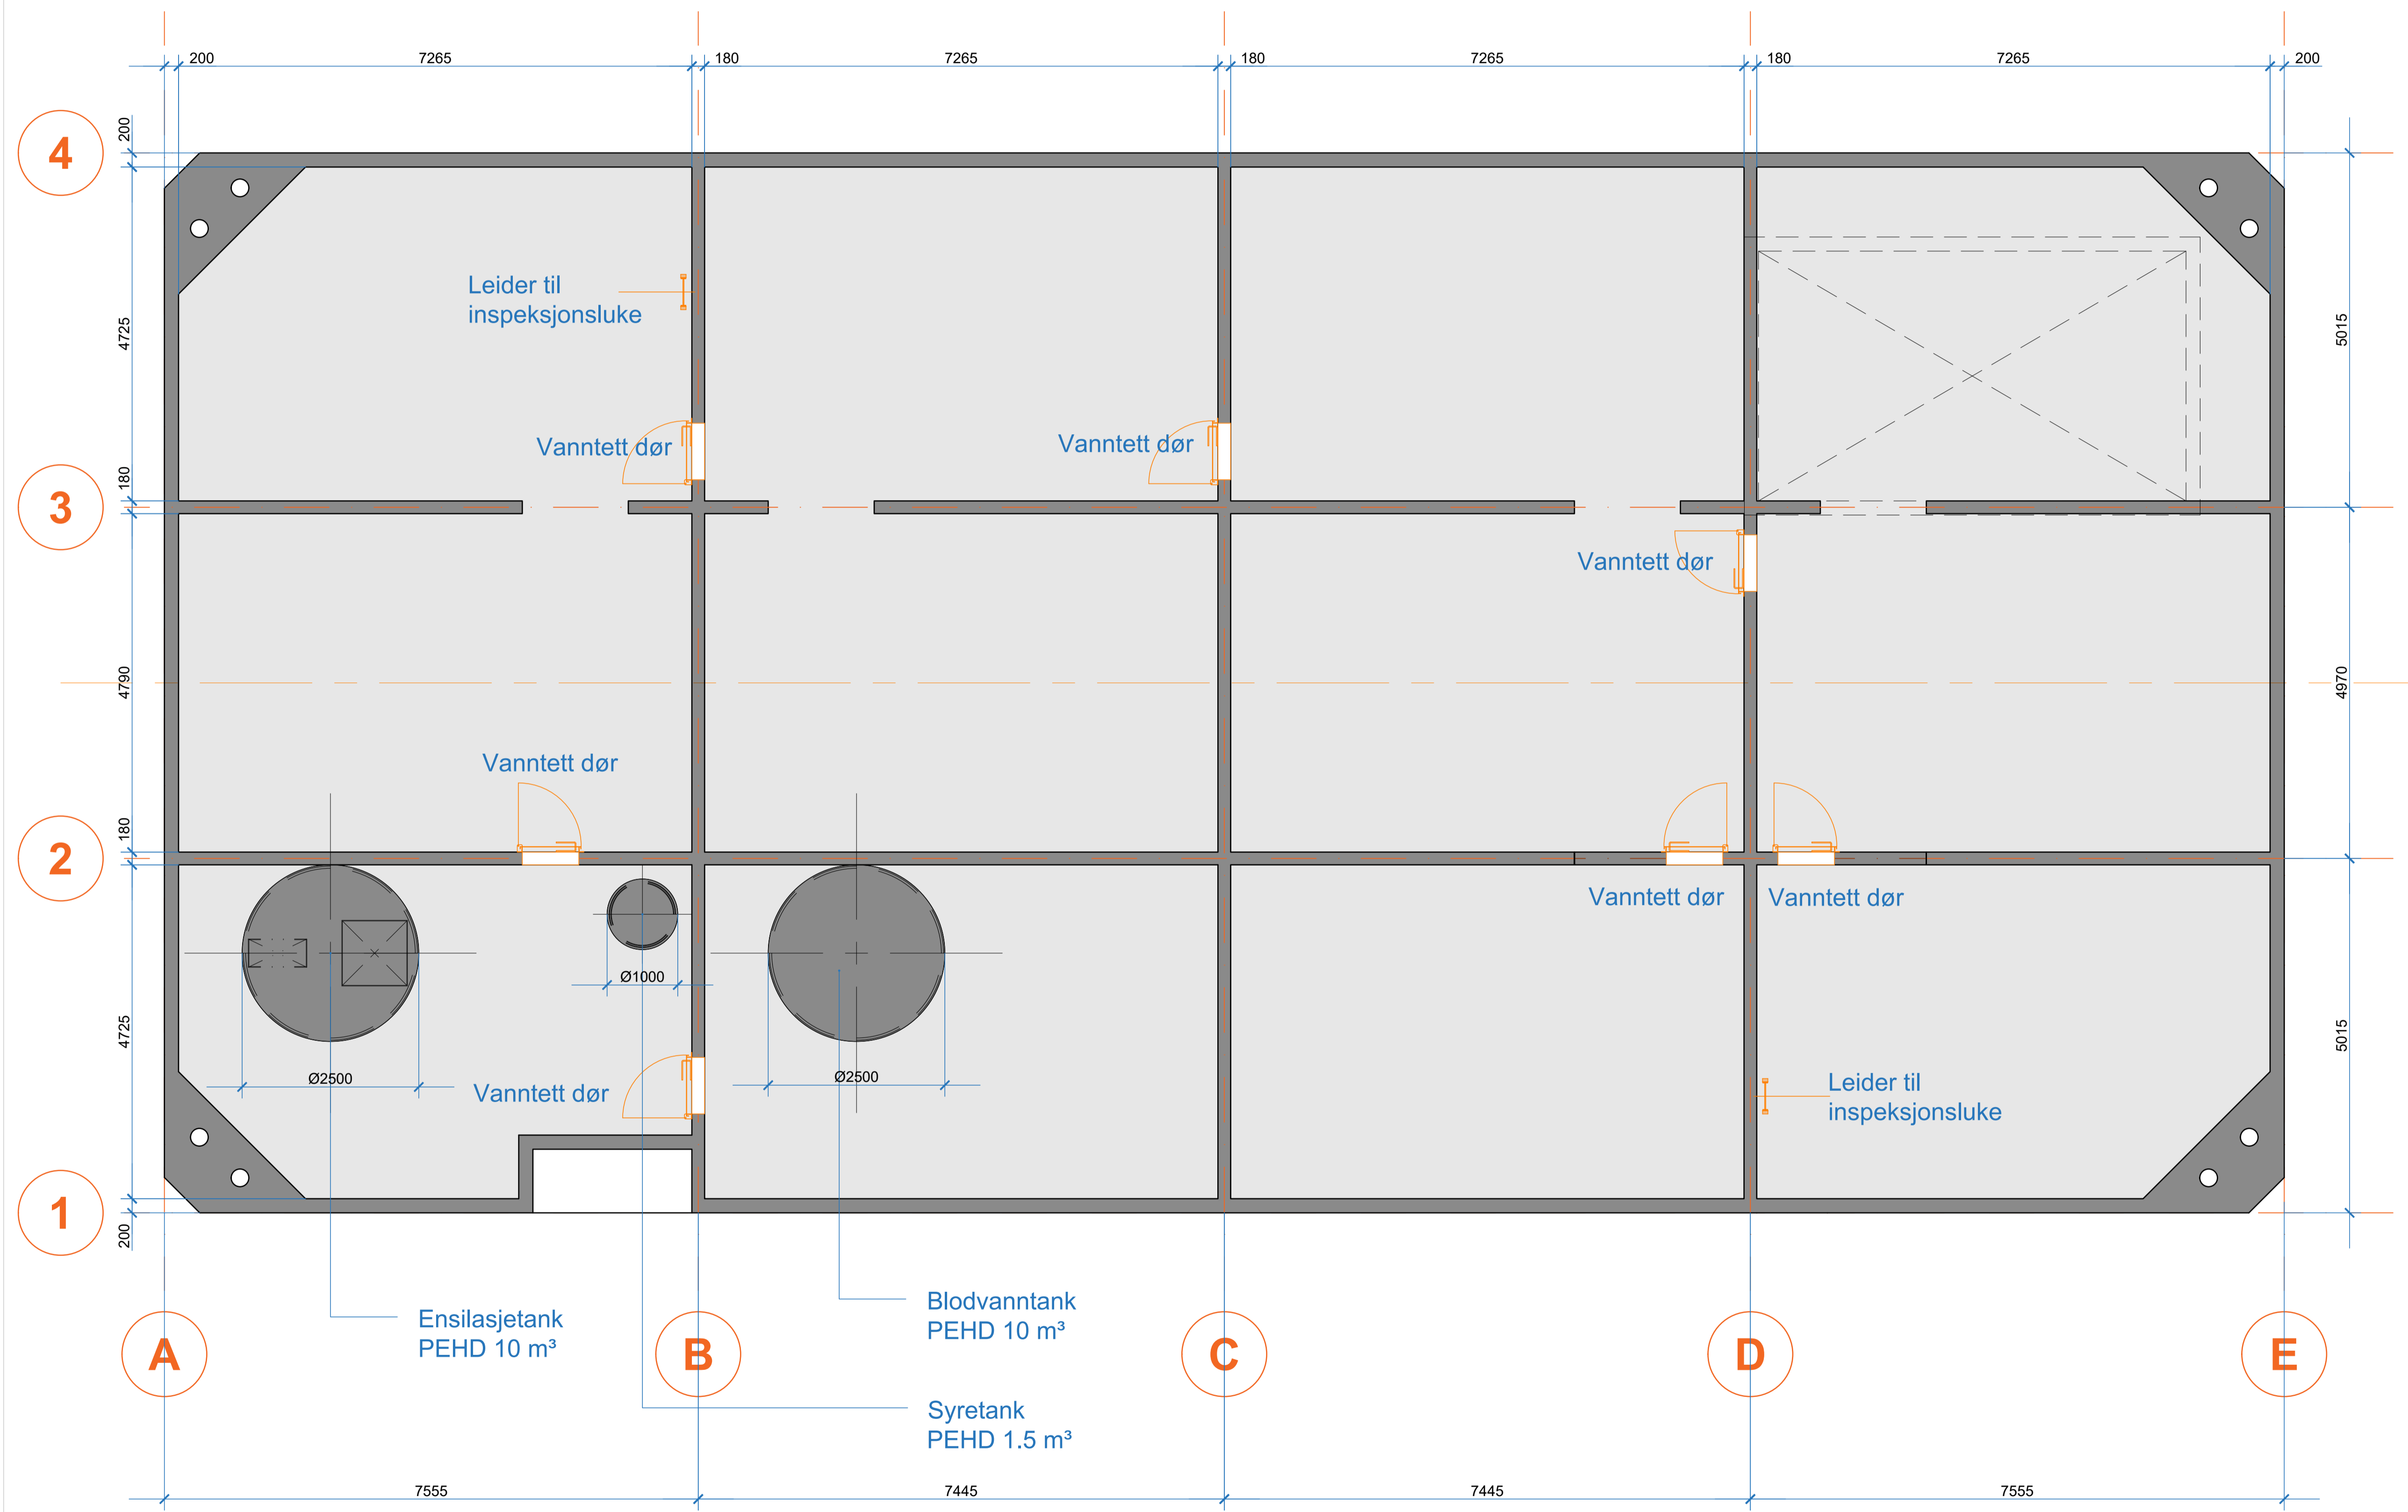 200 7265 180 7265 180 7265 180 7265 200
200
4
4725
5015
Leider til
inspeksjonsluke
Vanntett dør
Vanntett dør
180
3
Vanntett dør
4790
4970
Vanntett dør
180
2
Vanntett dør
Vanntett dør
Ø1000
4725
5015
Ø2500
Ø2500
Vanntett dør
Leider til
inspeksjonsluke
1
200
Ensilasjetank
PEHD 10 m³
Blodvanntank
PEHD 10 m³
A B C D E
Syretank
PEHD 1.5 m³
7555 7445 7445 7555